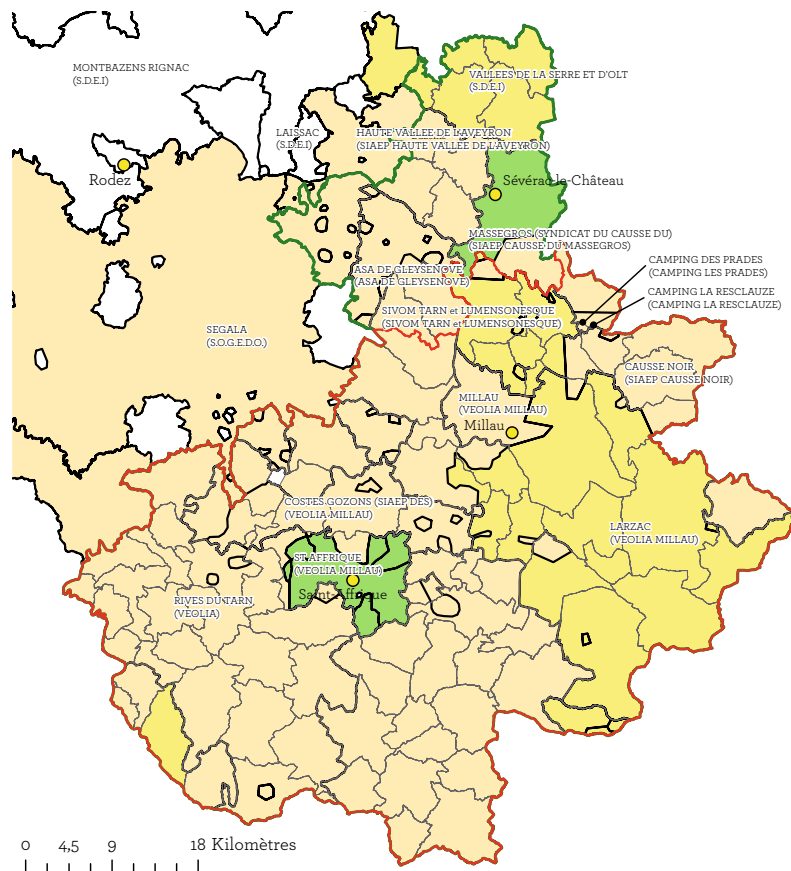 MONTBAZENS RIGNAC
(S.D.E.I)
VALLEES DE LA SERRE ET D'OLT
(S.D.E.I)
LAISSAC
(S.D.E.I)
HAUTE VALLEE DE L'AVEYRON
(SIAEP HAUTE VALLEE DE L'AVEYRON)
Rodez
Sévérac-le-Château
MASSEGROS (SYNDICAT DU CAUSSE DU)
(SIAEP CAUSSE DU MASSEGROS)
CAMPING DES PRADES
(CAMPING LES PRADES)
ASA DE GLEYSENOVE
(ASA DE GLEYSENOVE)
CAMPING LA RESCLAUZE
(CAMPING LA RESCLAUZE)
SIVOM TARN et LUMENSONESQUE
(SIVOM TARN et LUMENSONESQUE)
SEGALA
(S.O.G.E.D.O.)
CAUSSE NOIR
(SIAEP CAUSSE NOIR)
MILLAU
(VEOLIA MILLAU)
Millau
COSTES GOZONS (SIAEP DES)
(VEOLIA MILLAU)
LARZAC
(VEOLIA MILLAU)
ST AFFRIQUE
(VEOLIA MILLAU)
Saint-Affrique
RIVES DU TARN
(VEOLIA)
0 4,5 9 18 Kilomètres